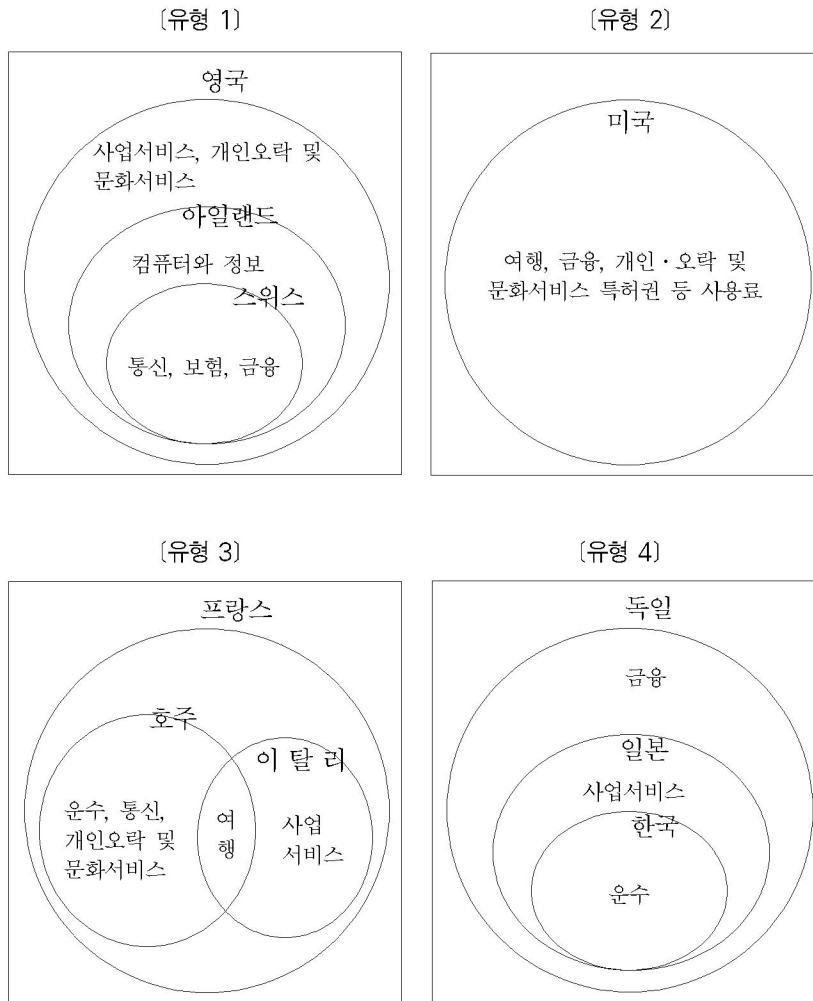 〔유형 1〕
영국
사업서비스, 개인오락 및
문화서비스
아일랜드
컴퓨터와 정보
스위스
통신, 보험, 금융
〔유형 2〕
미국
여행, 금융, 개인·오락 및
문화서비스 특허권 등 사용료
〔유형 3〕
프랑스
호주
운수, 통신,
개인오락 및
문화서비스
여
행
이 탈 리
사업
서비스
〔유형 4〕
독일
금융
일본
사업서비스
한국
운수